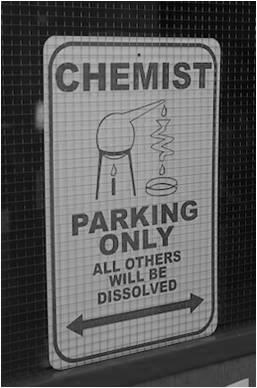 CHEMIST
PARKING
ONLY
ALL OTHERS
WILL BE
DISSOLVED